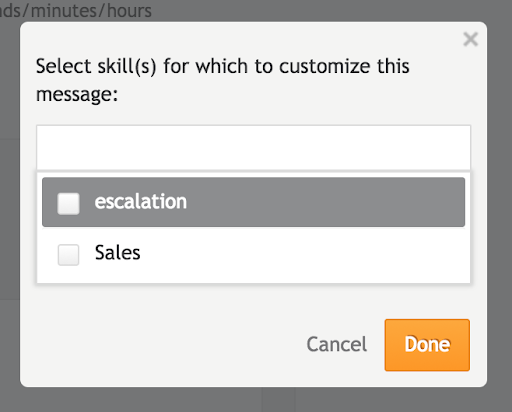 nds/minutes/hours
×
Select skill(s) for which to customize this
message:
escalation
Sales
Cancel
Done